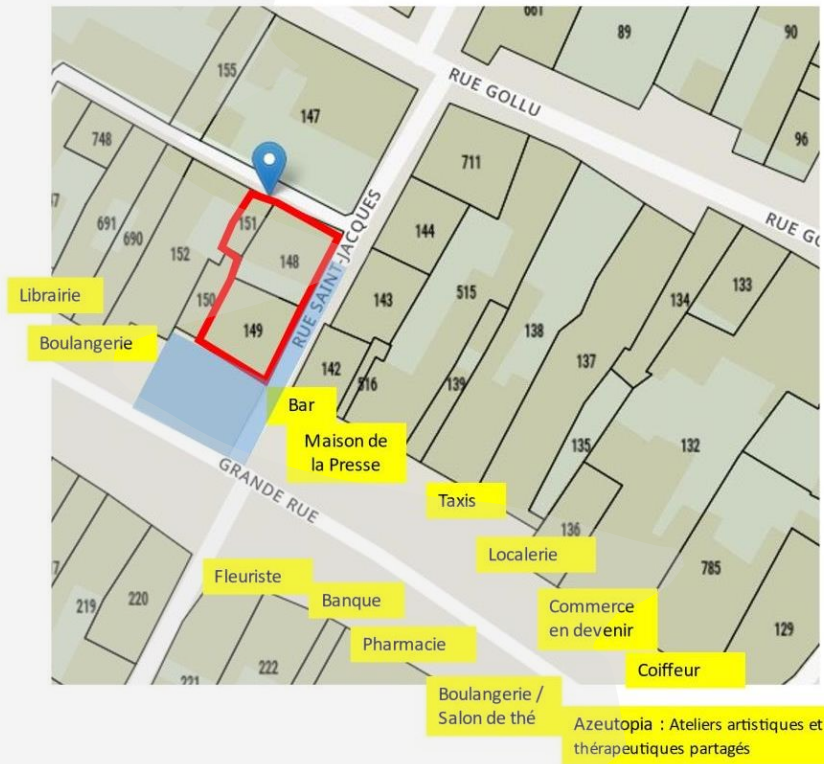 661
89
90
155
147
RUE GOLLU
96
748
711
151
144
RUE GO
691
690
152
148
RUE SAINT-JACQUES
143
515
134
133
Librairie
150
149
138
137
Boulangerie
142
516
139
132
Bar
Maison de
la Presse
135
GRANDE RUE
Taxis
136
Localerie
785
Fleuriste
219
220
Banque
Commerce
en devenir
129
Pharmacie
222
221
Coiffeur
Boulangerie /
Salon de thé
Azeutopia : Ateliers artistiques et
thérapeutiques partagés